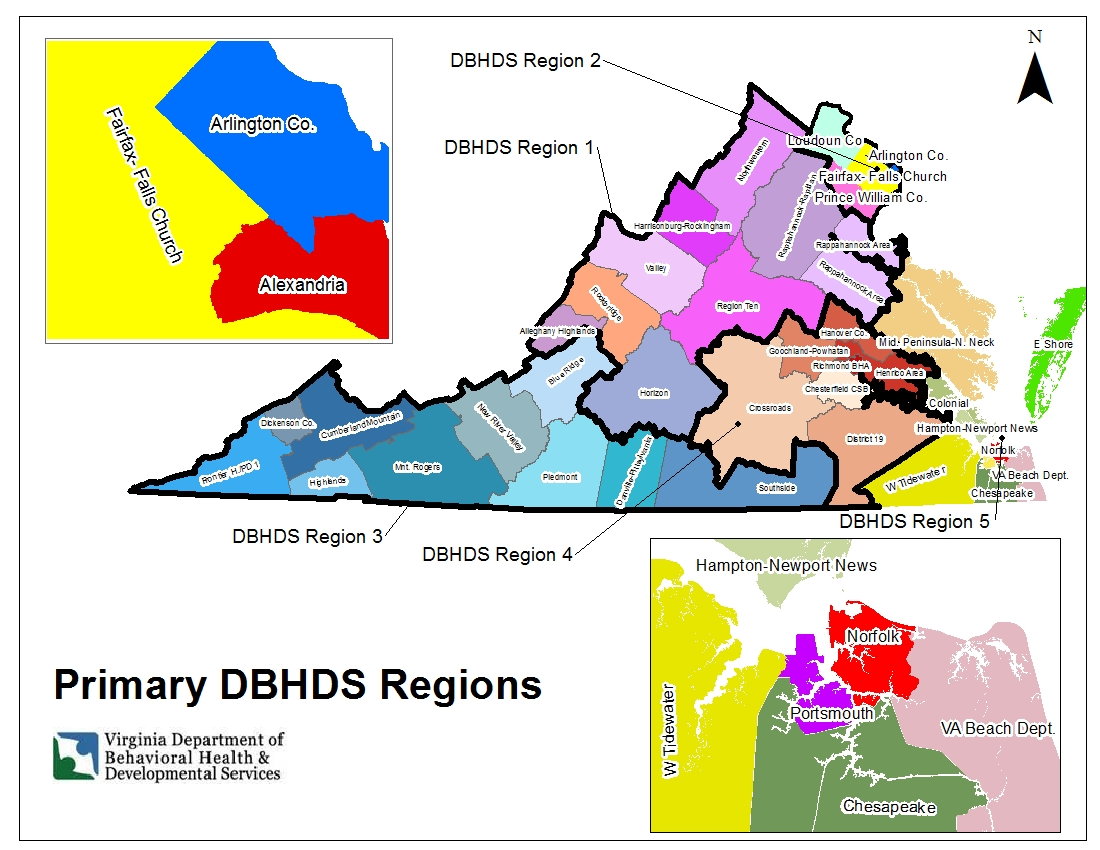 N
DBHDS Region 2
DBHDS Region 1
Arlington Co.
Fairfax- Falls Church
Alexandria
Loudoun Co
Arlington Co.
Fairfax- Falls Church
Prince William Co.
Northwestern
Rappahannock-Rapidan
Harrisonburg-Rockingham
Rappahannock Area
Rappahannock Area
Valley
Rockbridge
Region Ten
Alleghany Highlands
Hanover Co.
Mid. Peninsula-N. Neck
E Shore
Goochland-Powhatan
Richmond BHA
Henrico Area
Blue Ridge
Chesterfield CSB
Horizon
Colonial
Crossroads
Dickenson Co.
Cumberland Mountain
New River Valley
Hampton-Newport News
District 19
Norfolk
Mnt. Rogers
Highlands
Piedmont
Danville-Pittsylvania
Southside
W Tidewater
VA Beach Dept.
Chesapeake
DBHDS Region 3
DBHDS Region 4
DBHDS Region 5
Hampton-Newport News
Norfolk
W Tidewater
Portsmouth
VA Beach Dept.
Chesapeake
Primary DBHDS Regions
Virginia Department of
Behavioral Health &
Developmental Services